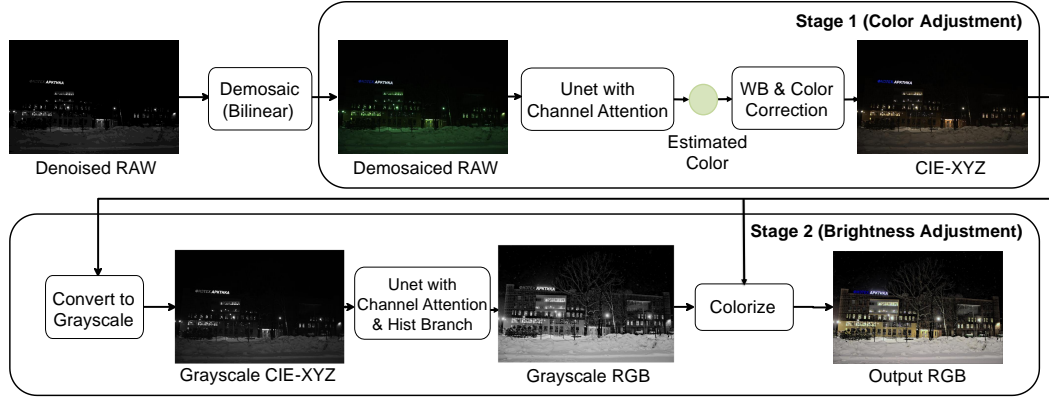 Stage 1 (Color Adjustment)
Demosaic
(Bilinear)
Unet with
Channel Attention
WB & Color
Correction
Estimated
Color
Denoised RAW
Demosaiced RAW
CIE-XYZ
Stage 2 (Brightness Adjustment)
Convert to
Grayscale
Unet with
Channel Attention
& Hist Branch
Colorize
Grayscale CIE-XYZ
Grayscale RGB
Output RGB